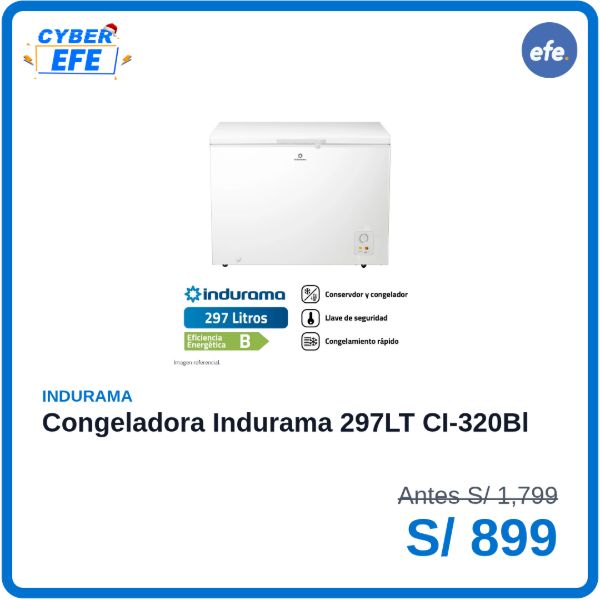 CYBER
EFE
efe.
indurama
297 Litros
Eficiencia
Energética
B
Conservdor y congelador
Llave de seguridad
Congelamiento rápido
Imagen referencial.
INDURAMA
Congeladora Indurama 297LT CI-320Bl
Antes S/ 1,799
S/ 899